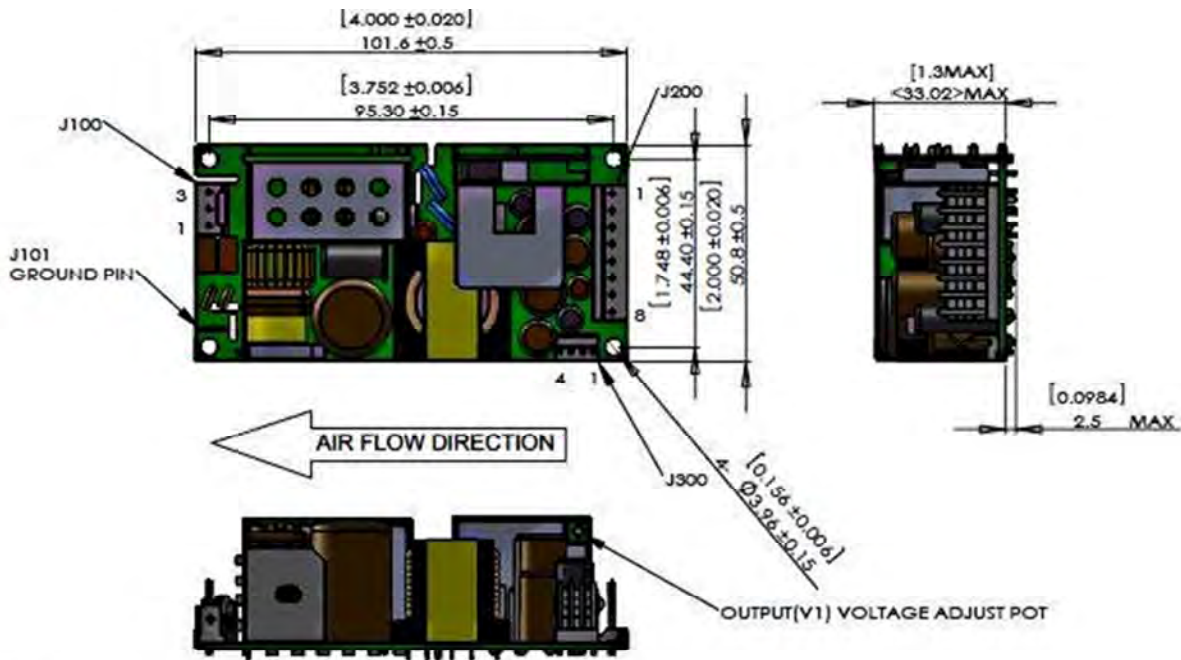 [4.000 ±0.020]
101.6 ±0.5
[3.752 ±0.006]
95.30 ±0.15
J100
J200
3
1
J101
GROUND PIN
1
8
4 1
[1.748 ±0.006]
44.40 ±0.15
[2.000 ±0.020]
50.8 ±0.5
[1.3MAX]
<33.02>MAX
[0.0984]
2.5 MAX
AIR FLOW DIRECTION
J300
[0.156 ±0.006]
4- Ø3.96 ±0.15
OUTPUT(V1) VOLTAGE ADJUST POT